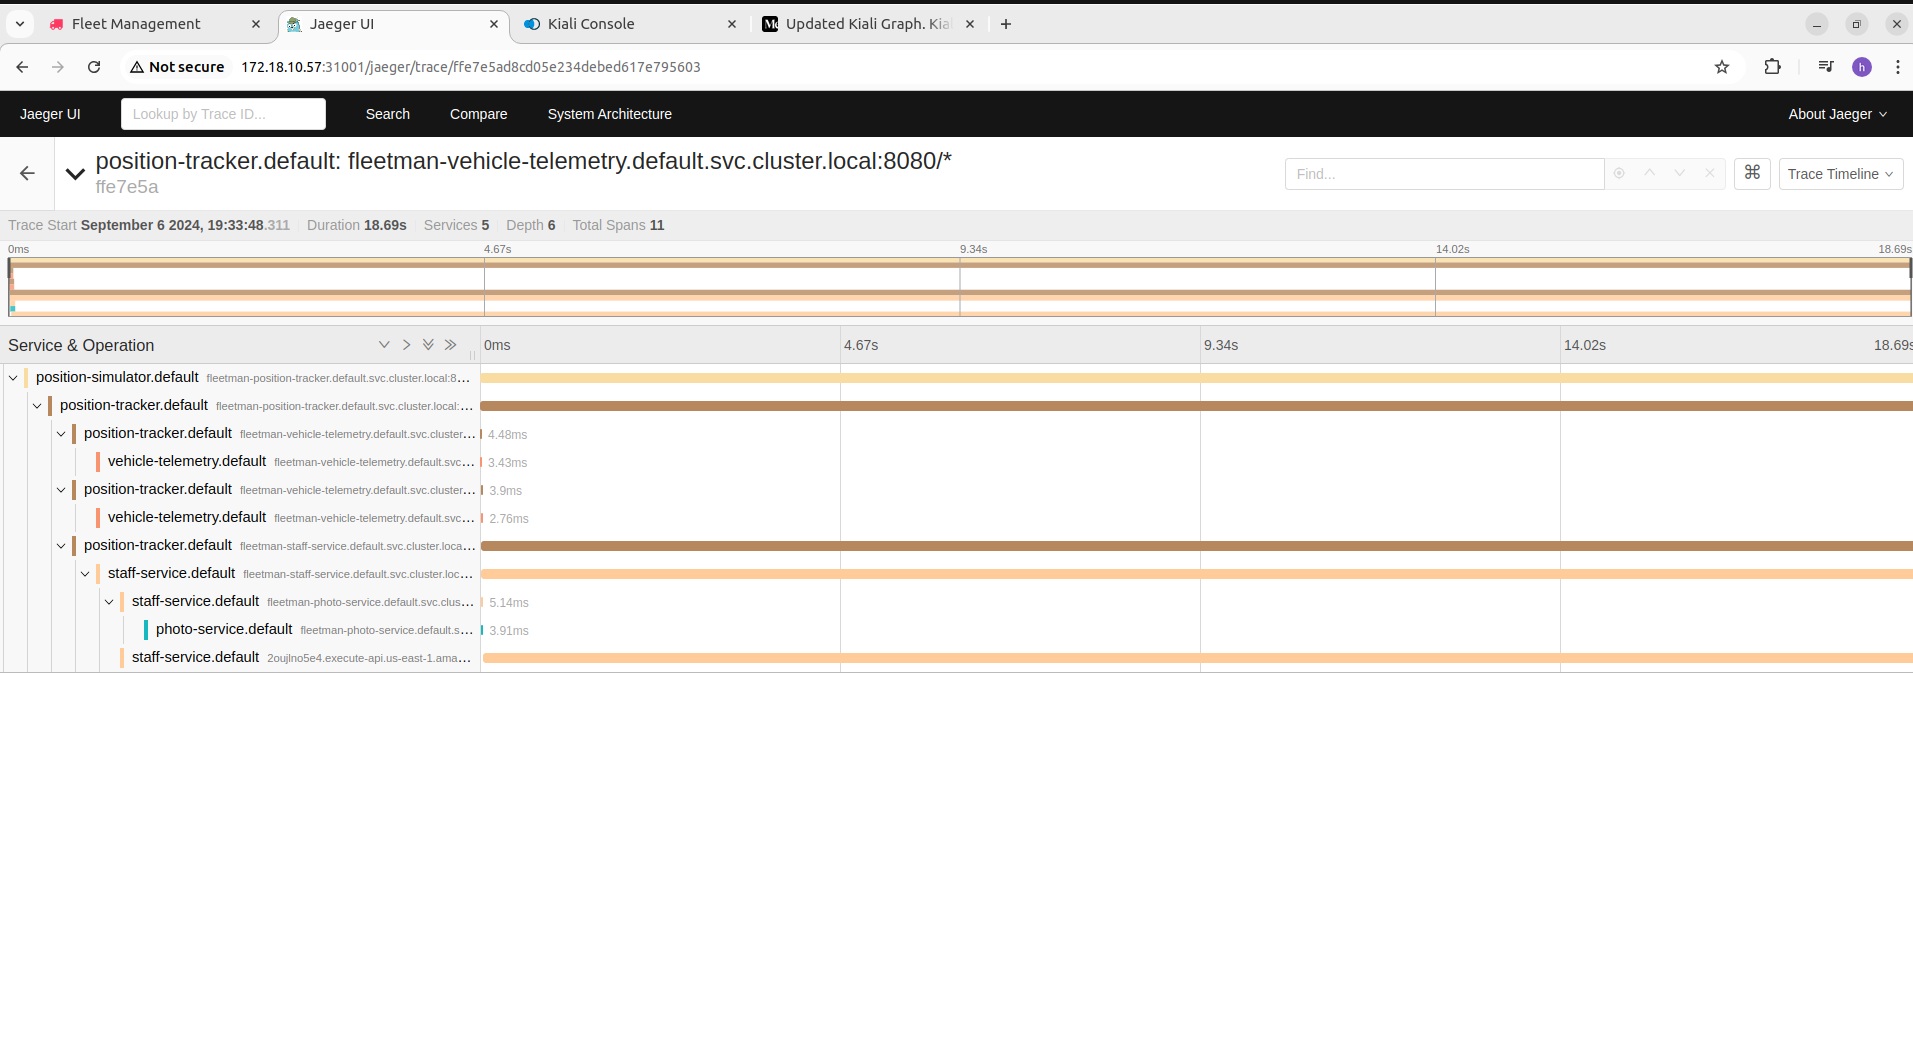 Fleet Management
Jaeger UI
Kiali Console
Updated Kiali Graph. Kia
Not secure
172.18.10.57:31001/jaeger/trace/ffe7e5ad8cd05e234debed617e795603
h
Jaeger UI
Lookup by Trace ID...
Search
Compare
System Architecture
About Jaeger
position-tracker.default: fleetman-vehicle-telemetry.default.svc.cluster.local:8080/*
ffe7e5a
Find...
⌘
Trace Timeline
Trace Start September 6 2024, 19:33:48.311 Duration 18.69s Services 5 Depth 6 Total Spans 11
0ms 4.67s 9.34s 14.02s 18.69s
Service & Operation
0ms 4.67s 9.34s 14.02s 18.69s
position-simulator.default fleetman-position-tracker.default.svc.cluster.local:8…
position-tracker.default fleetman-position-tracker.default.svc.cluster.local:…
position-tracker.default fleetman-vehicle-telemetry.default.svc.cluster… 4.48ms
vehicle-telemetry.default fleetman-vehicle-telemetry.default.svc… 3.43ms
position-tracker.default fleetman-vehicle-telemetry.default.svc.cluster… 3.9ms
vehicle-telemetry.default fleetman-vehicle-telemetry.default.svc… 2.76ms
position-tracker.default fleetman-staff-service.default.svc.cluster.loca…
staff-service.default fleetman-staff-service.default.svc.cluster.loc…
staff-service.default fleetman-photo-service.default.svc.clus… 5.14ms
photo-service.default fleetman-photo-service.default.s… 3.91ms
staff-service.default 2oujlno5e4.execute-api.us-east-1.ama…